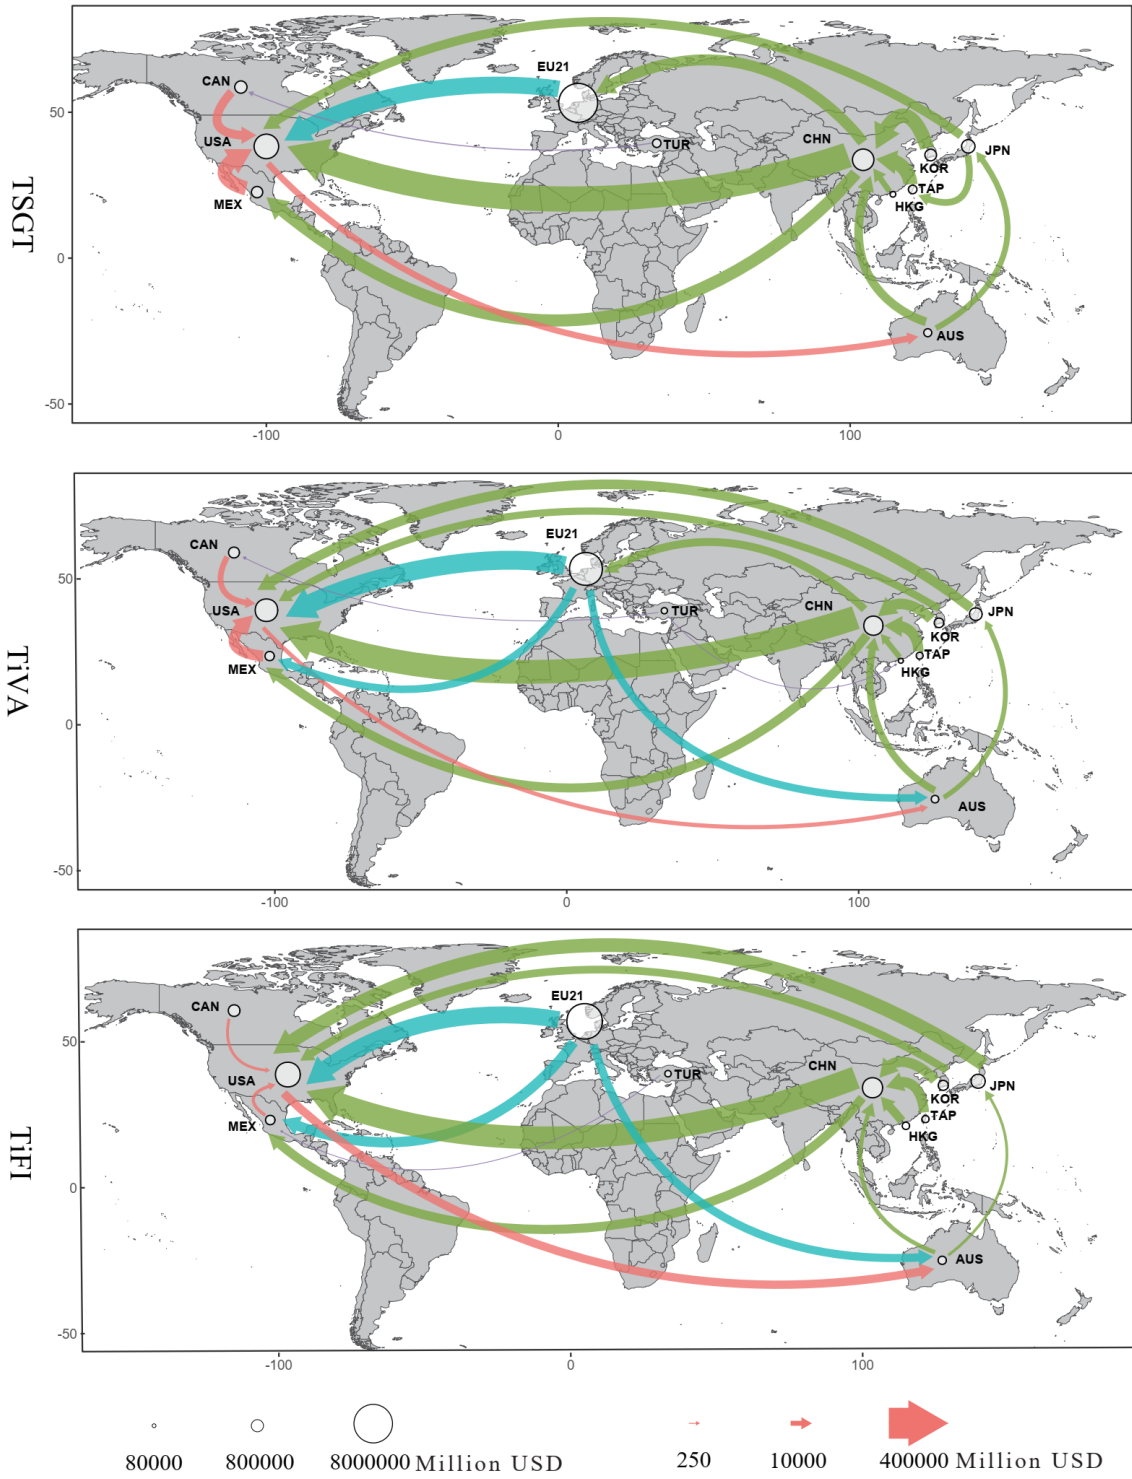 TSGT
50
0
-50
-100
0
100
CAN
USA
MEX
EU21
TUR
CHN
JPN
KOR
TAP
HKG
AUS
TiVA
50
0
-50
-100
0
100
CAN
USA
MEX
EU21
TUR
CHN
JPN
KOR
TAP
HKG
AUS
TiFI
50
0
-50
-100
0
100
CAN
USA
MEX
EU21
TUR
CHN
JPN
KOR
TAP
HKG
AUS
80000 800000 8000000 Million USD
250 10000 400000 Million USD